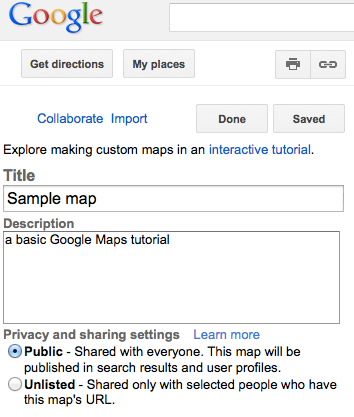 Google
Get directions My places
Collaborate Import Done Saved
Explore making custom maps in an interactive tutorial.
Title
Sample map
Description
a basic Google Maps tutorial
Privacy and sharing settings Learn more
Public - Shared with everyone. This map will be
published in search results and user profiles.
Unlisted - Shared only with selected people who have
this map's URL.